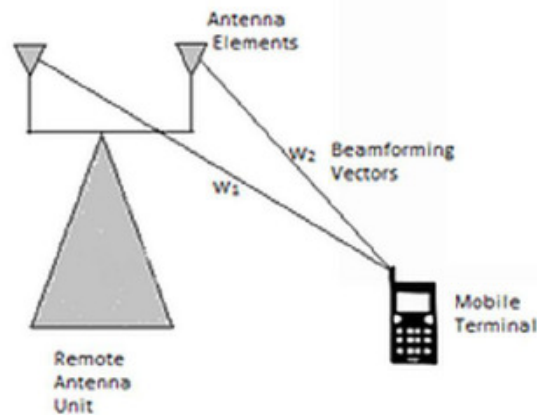 Antenna
Elements
W₂
Beamforming
Vectors
W₁
Mobile
Terminal
Remote
Antenna
Unit